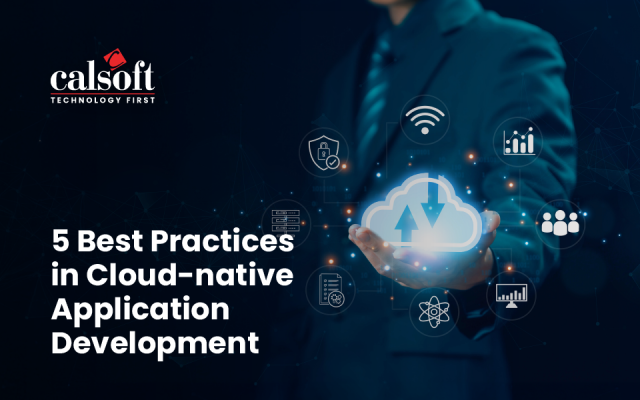 calsoft
TECHNOLOGY FIRST
5 Best Practices
in Cloud-native
Application
Development